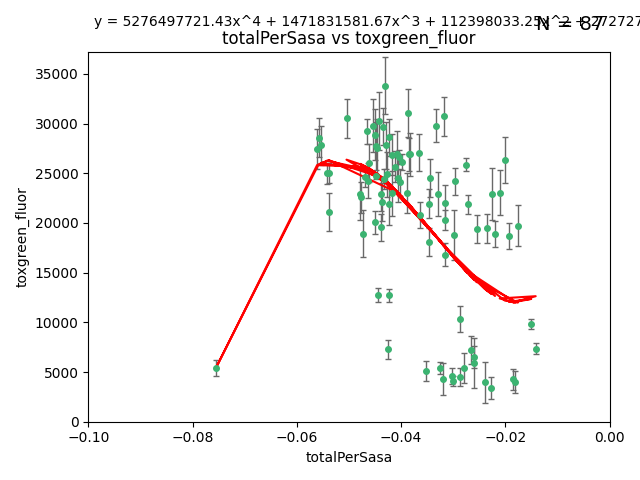 y = 5276497721.43x^4 + 1471831581.67x^3 + 112398033.25x^2 +
N = 87
totalPerSasa vs toxgreen_fluor
35000
30000
25000
20000
15000
10000
5000
0
toxgreen_fluor
−0.10 −0.08 −0.06 −0.04 −0.02 0.00
totalPerSasa